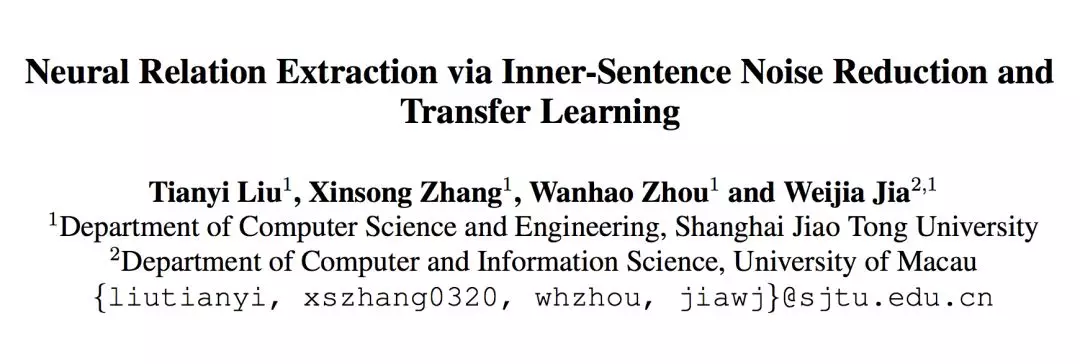 Neural Relation Extraction via Inner-Sentence Noise Reduction and
Transfer Learning
Tianyi Liu¹, Xinsong Zhang¹, Wanhao Zhou¹ and Weijia Jia²,¹
¹Department of Computer Science and Engineering, Shanghai Jiao Tong University
²Department of Computer and Information Science, University of Macau
{liutianyi, xszhang0320, whzhou, jiawj}@sjtu.edu.cn